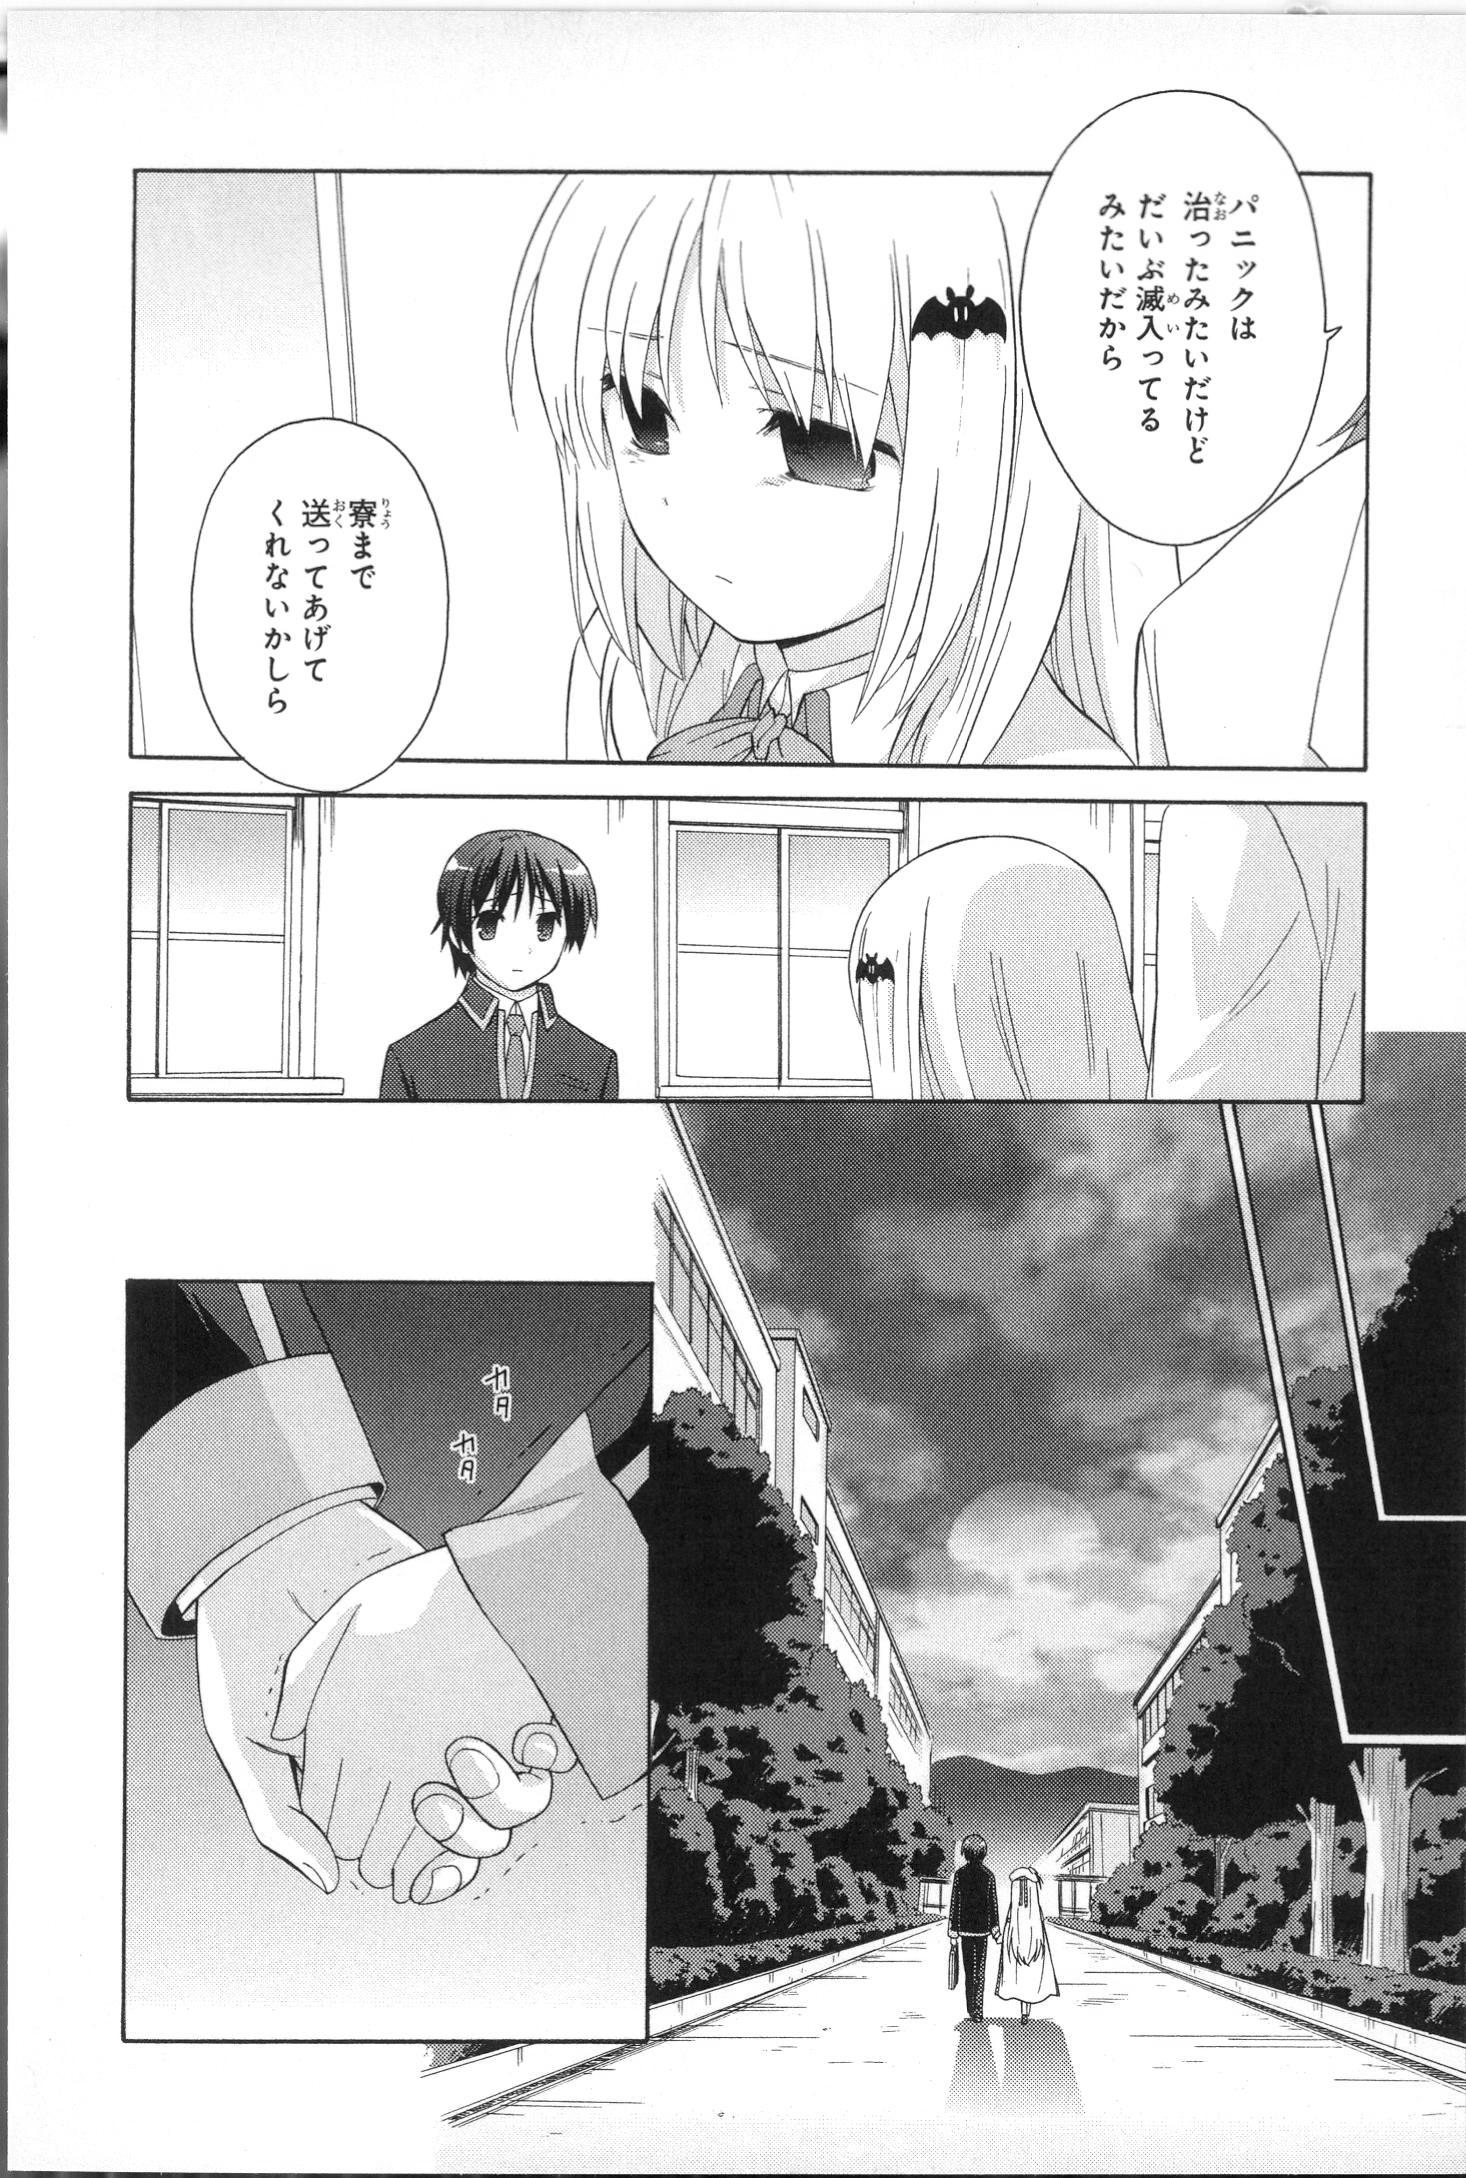 パニックは
治ったみたいだけど
だいぶ滅入ってる
みたいだから
寮まで
送ってあげて
くれないかしら
カタ
カタ